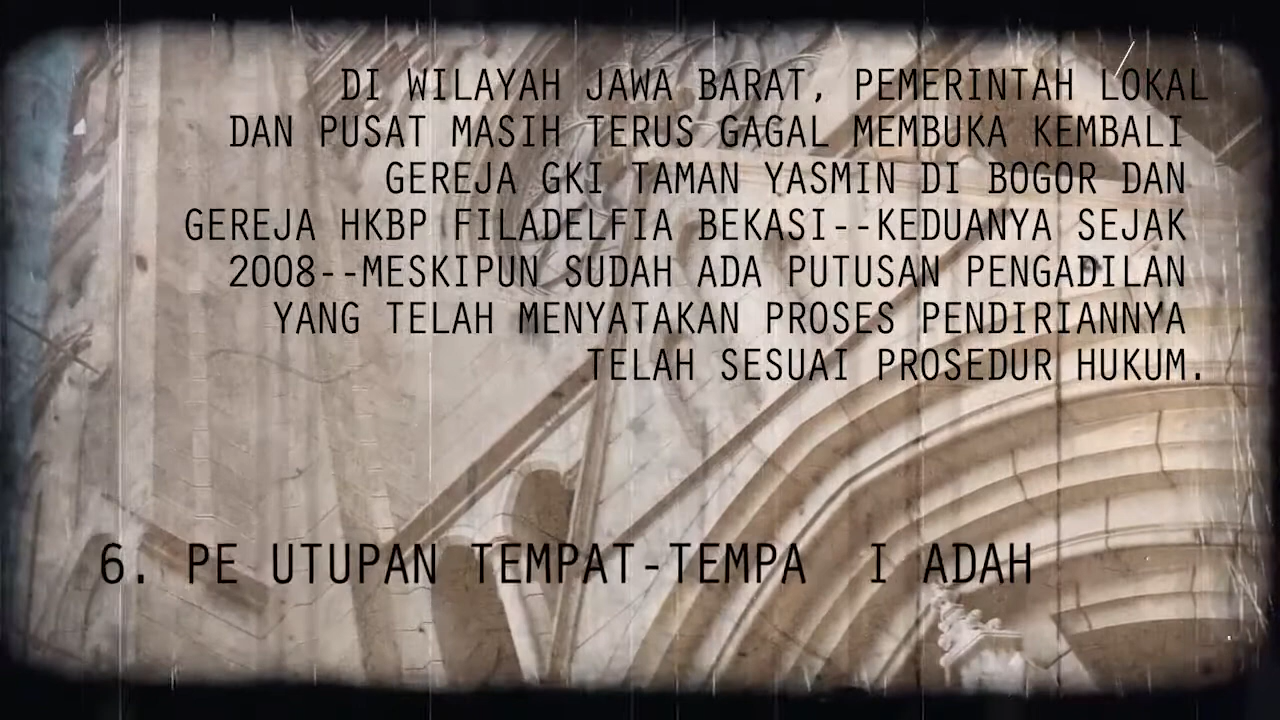 DI WILAYAH JAWA BARAT, PEMERINTAH LOKAL
DAN PUSAT MASIH TERUS GAGAL MEMBUKA KEMBALI
GEREJA GKI TAMAN YASMIN DI BOGOR DAN
GEREJA HKBP FILADELFIA BEKASI--KEDUANYA SEJAK
2008--MESKIPUN SUDAH ADA PUTUSAN PENGADILAN
YANG TELAH MENYATAKAN PROSES PENDIRIANNYA
TELAH SESUAI PROSEDUR HUKUM.
6. PE UTUPAN TEMPAT-TEMPA  I ADAH